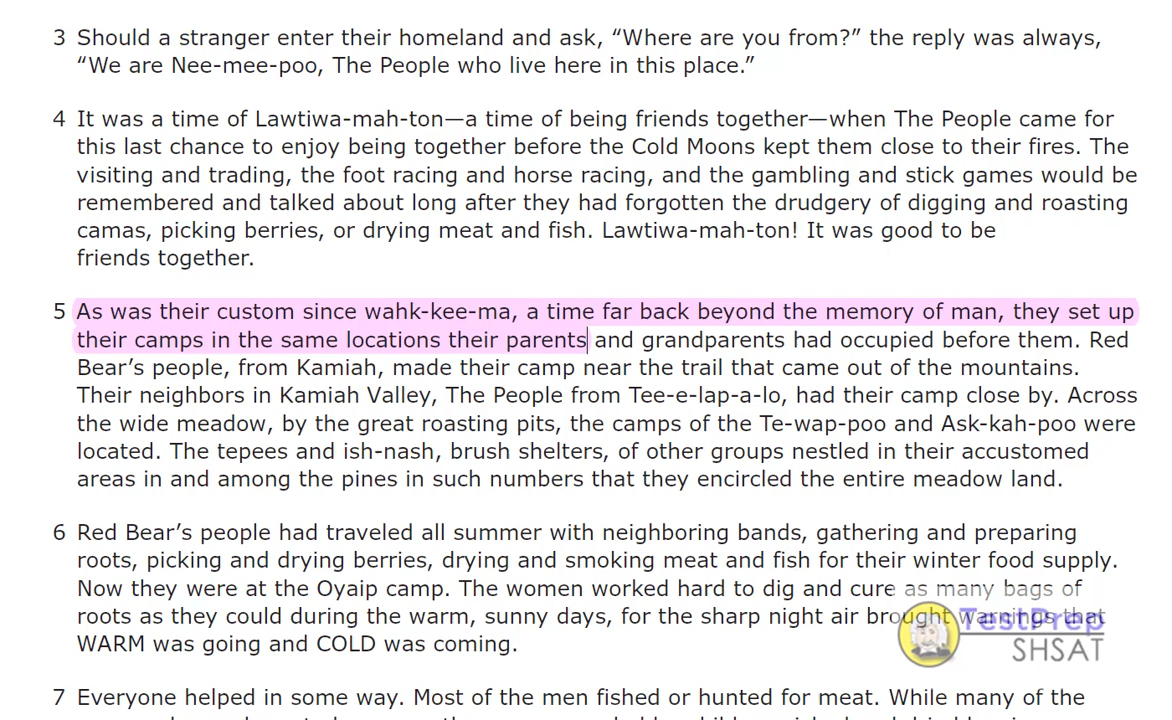 3 Should a stranger enter their homeland and ask, “Where are you from?” the reply was always,
“We are Nee-mee-poo, The People who live here in this place.”
4 It was a time of Lawtiwa-mah-ton—a time of being friends together—when The People came for
this last chance to enjoy being together before the Cold Moons kept them close to their fires. The
visiting and trading, the foot racing and horse racing, and the gambling and stick games would be
remembered and talked about long after they had forgotten the drudgery of digging and roasting
camas, picking berries, or drying meat and fish. Lawtiwa-mah-ton! It was good to be
friends together.
5 As was their custom since wahk-kee-ma, a time far back beyond the memory of man, they set up
their camps in the same locations their parents and grandparents had occupied before them. Red
Bear’s people, from Kamiah, made their camp near the trail that came out of the mountains.
Their neighbors in Kamiah Valley, The People from Tee-e-lap-a-lo, had their camp close by. Across
the wide meadow, by the great roasting pits, the camps of the Te-wap-poo and Ask-kah-poo were
located. The tepees and ish-nash, brush shelters, of other groups nestled in their accustomed
areas in and among the pines in such numbers that they encircled the entire meadow land.
6 Red Bear’s people had traveled all summer with neighboring bands, gathering and preparing
roots, picking and drying berries, drying and smoking meat and fish for their winter food supply.
Now they were at the Oyaip camp. The women worked hard to dig and cure as many bags of
roots as they could during the warm, sunny days, for the sharp night air brought warnings that
WARM was going and COLD was coming.
TestPrep
SHSAT
7 Everyone helped in some way. Most of the men fished or hunted for meat. While many of the